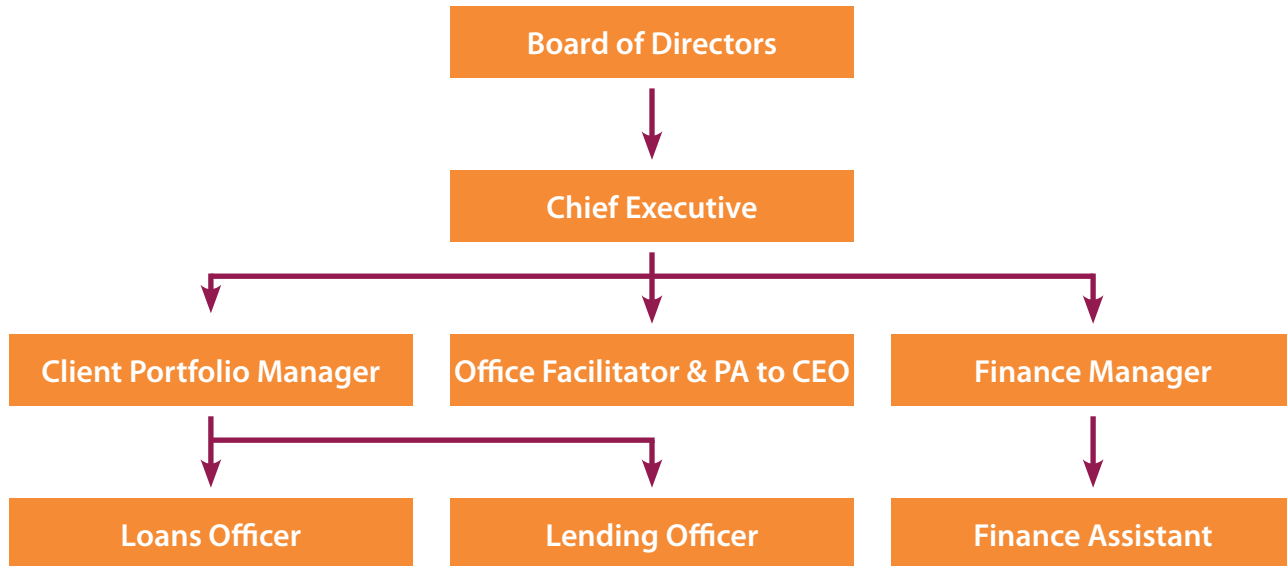 Board of Directors
Chief Executive
Client Portfolio Manager
Office Facilitator & PA to CEO
Finance Manager
Loans Officer
Lending Officer
Finance Assistant